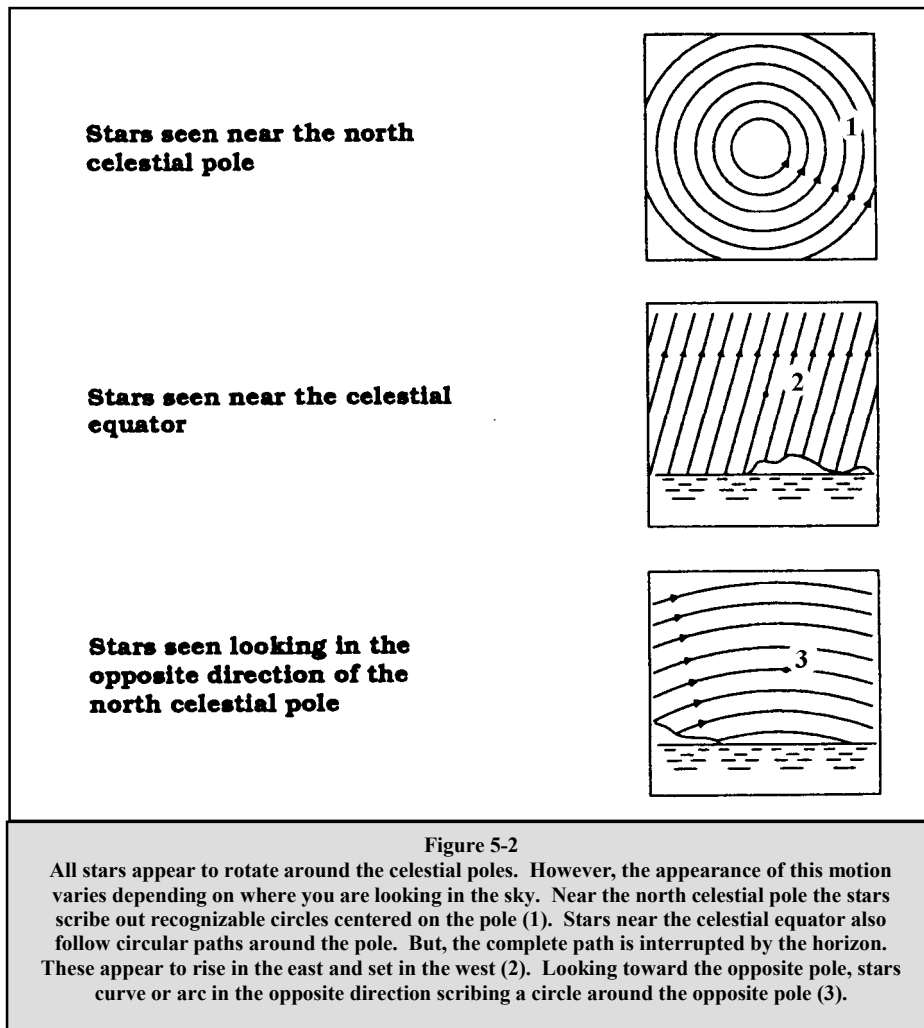 Stars seen near the north
celestial pole
1
Stars seen near the celestial
equator
2
Stars seen looking in the
opposite direction of the
north celestial pole
3
Figure 5-2
All stars appear to rotate around the celestial poles. However, the appearance of this motion
varies depending on where you are looking in the sky. Near the north celestial pole the stars
scribe out recognizable circles centered on the pole (1). Stars near the celestial equator also
follow circular paths around the pole. But, the complete path is interrupted by the horizon.
These appear to rise in the east and set in the west (2). Looking toward the opposite pole, stars
curve or arc in the opposite direction scribing a circle around the opposite pole (3).